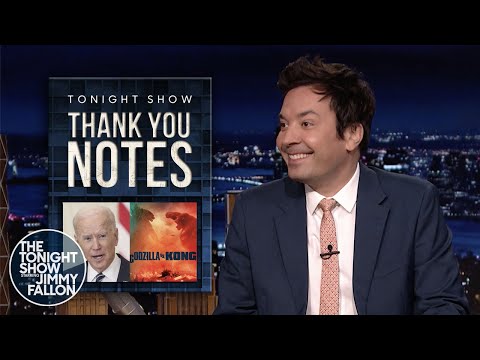 TONIGHT SHOW
THANK YOU
NOTES
GODZILLA VS KONG
THE
TONIGHT
SHOW
STARRING
JIMMY
FALLON